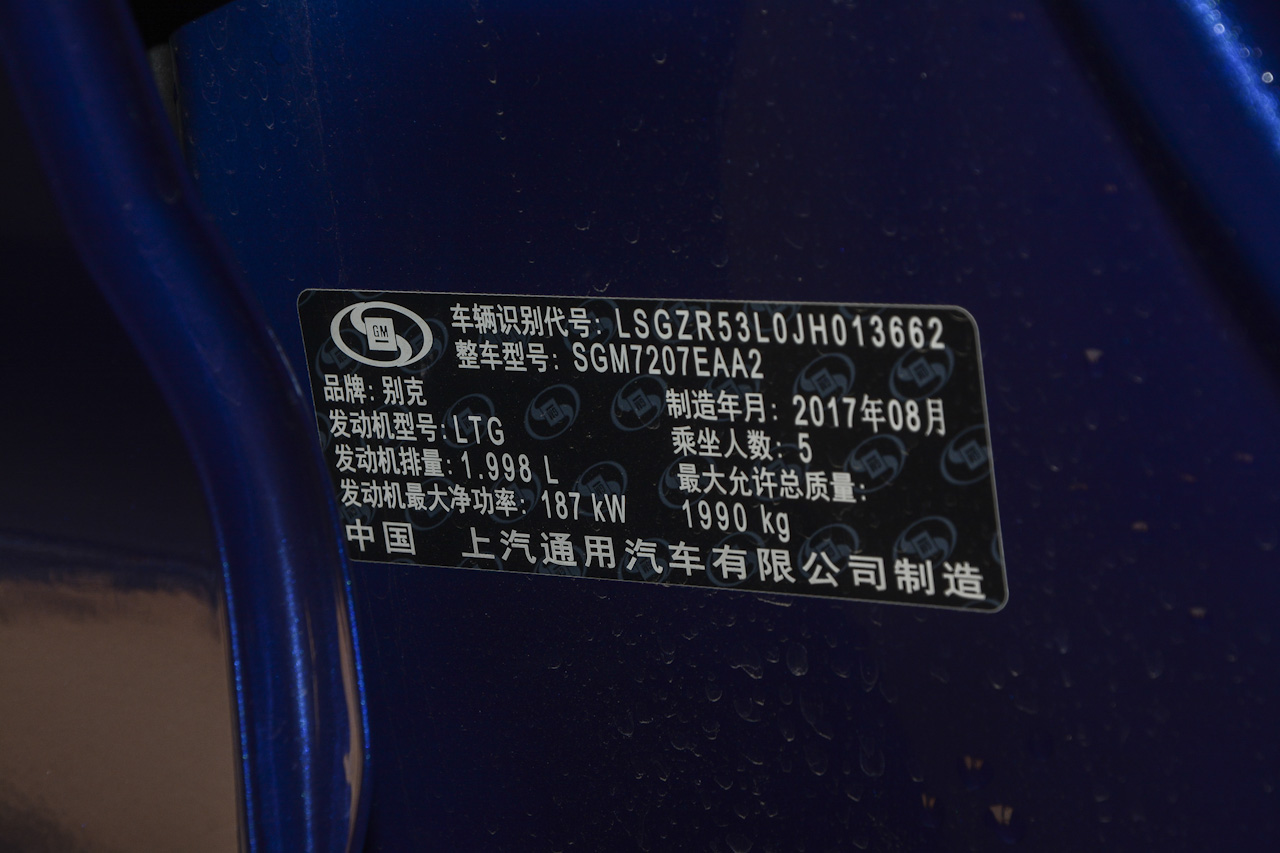 GM
车辆识别代号: LSGZR53L0JH013662
整车型号: SGM7207EAA2
品牌: 别克
制造年月: 2017年08月
发动机型号: LTG
乘坐人数: 5
发动机排量: 1.998 L
最大允许总质量:
1990 kg
发动机最大净功率: 187 kW
中国 上汽通用汽车有限公司制造